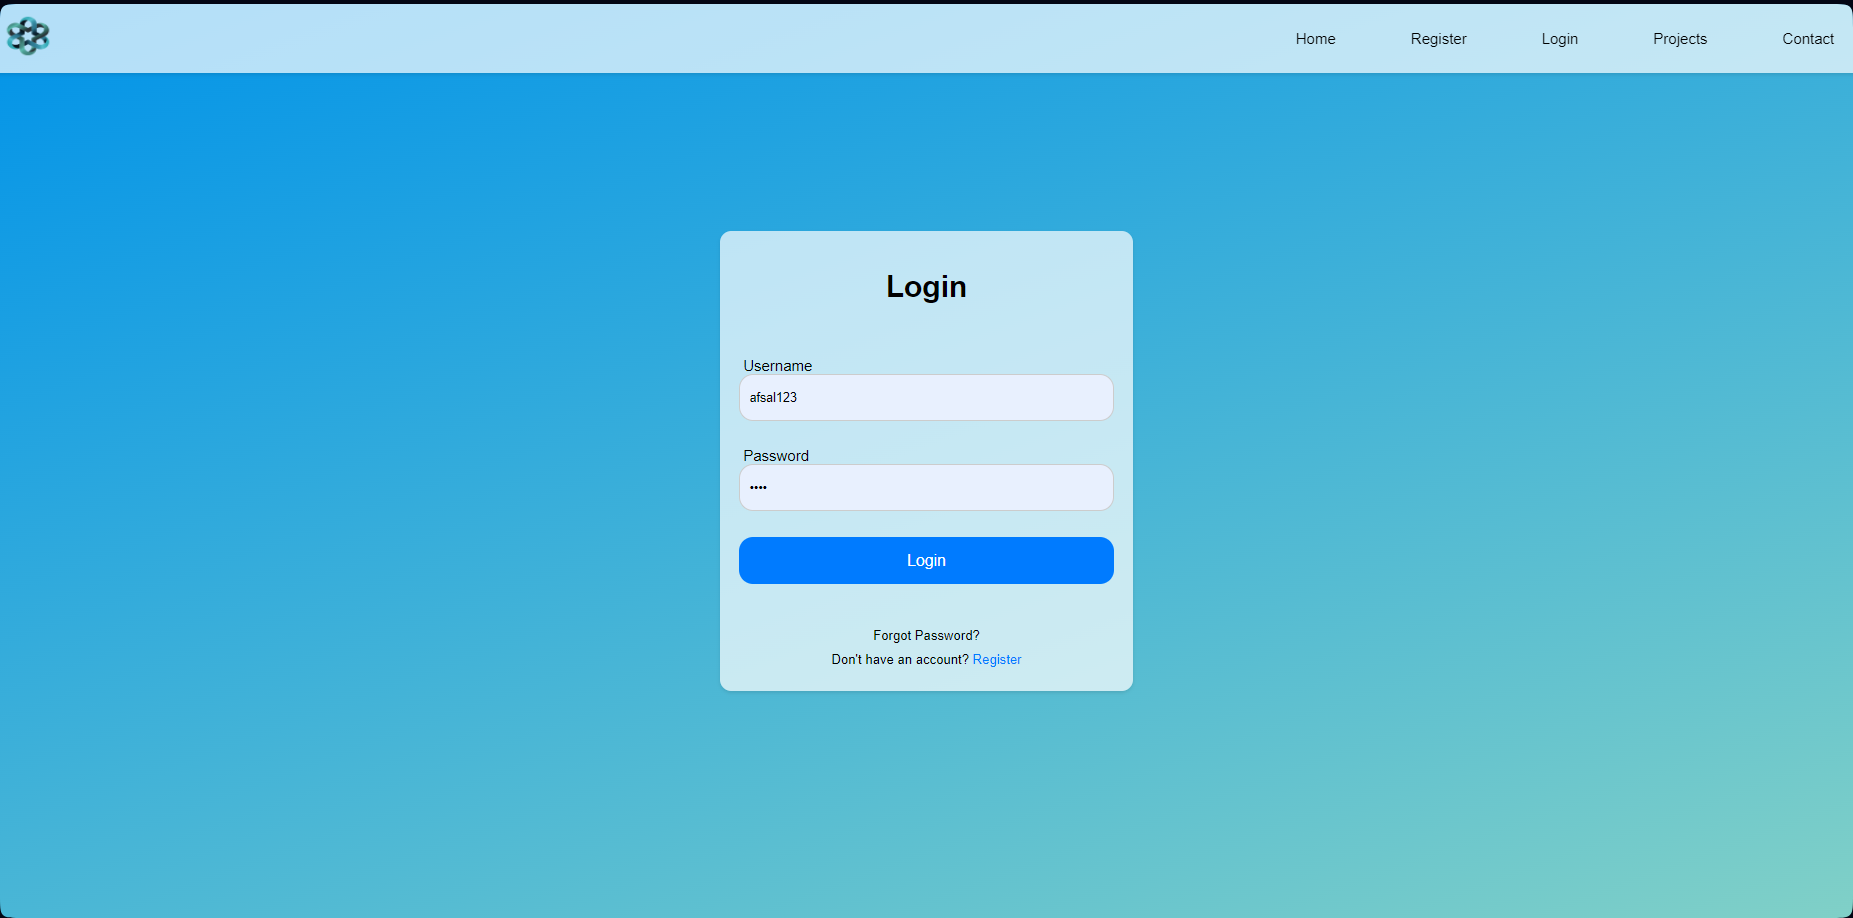 Home Register Login Projects Contact
Login
Username
afsal123
Password
••••
Login
Forgot Password?
Don't have an account? Register